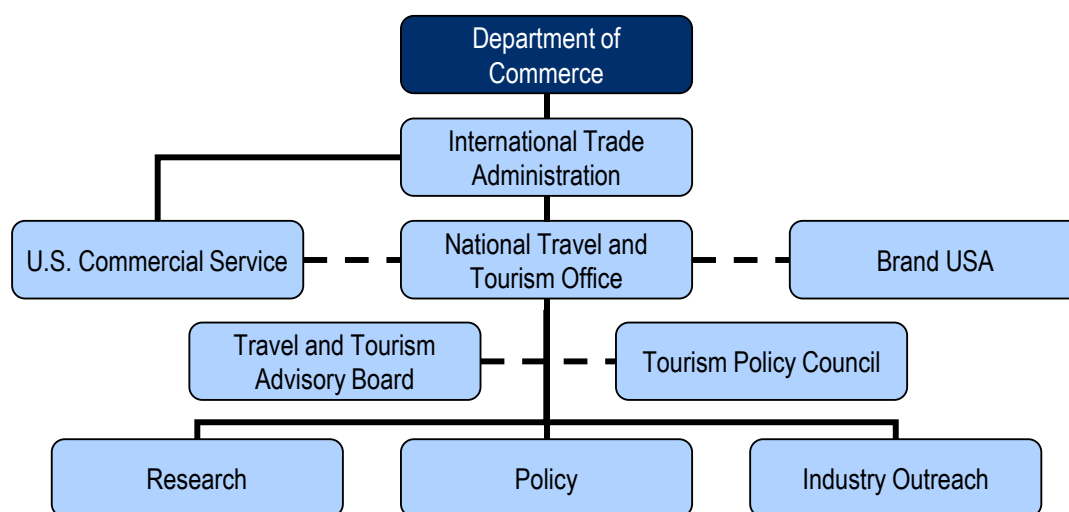 Department of
Commerce
International Trade
Administration
U.S. Commercial Service
National Travel and
Tourism Office
Brand USA
Travel and Tourism
Advisory Board
Tourism Policy Council
Research
Policy
Industry Outreach